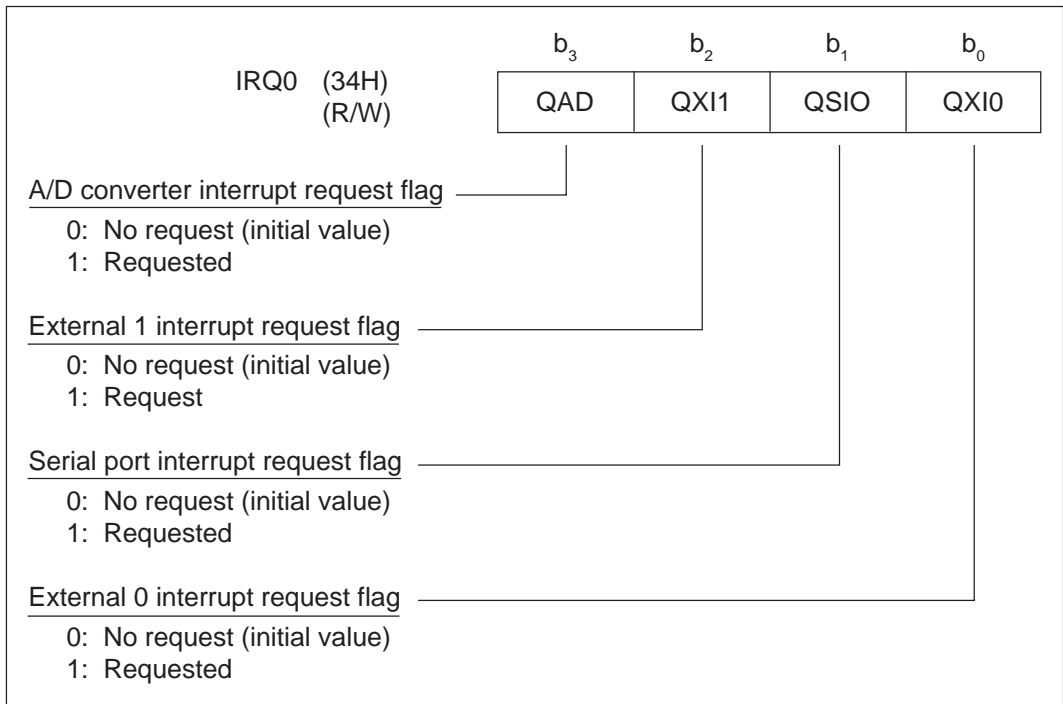 b3 b2 b1 b0
IRQ0 (34H) QAD QXI1 QSIO QXI0
(R/W)
A/D converter interrupt request flag
0: No request (initial value)
1: Requested
External 1 interrupt request flag
0: No request (initial value)
1: Request
Serial port interrupt request flag
0: No request (initial value)
1: Requested
External 0 interrupt request flag
0: No request (initial value)
1: Requested